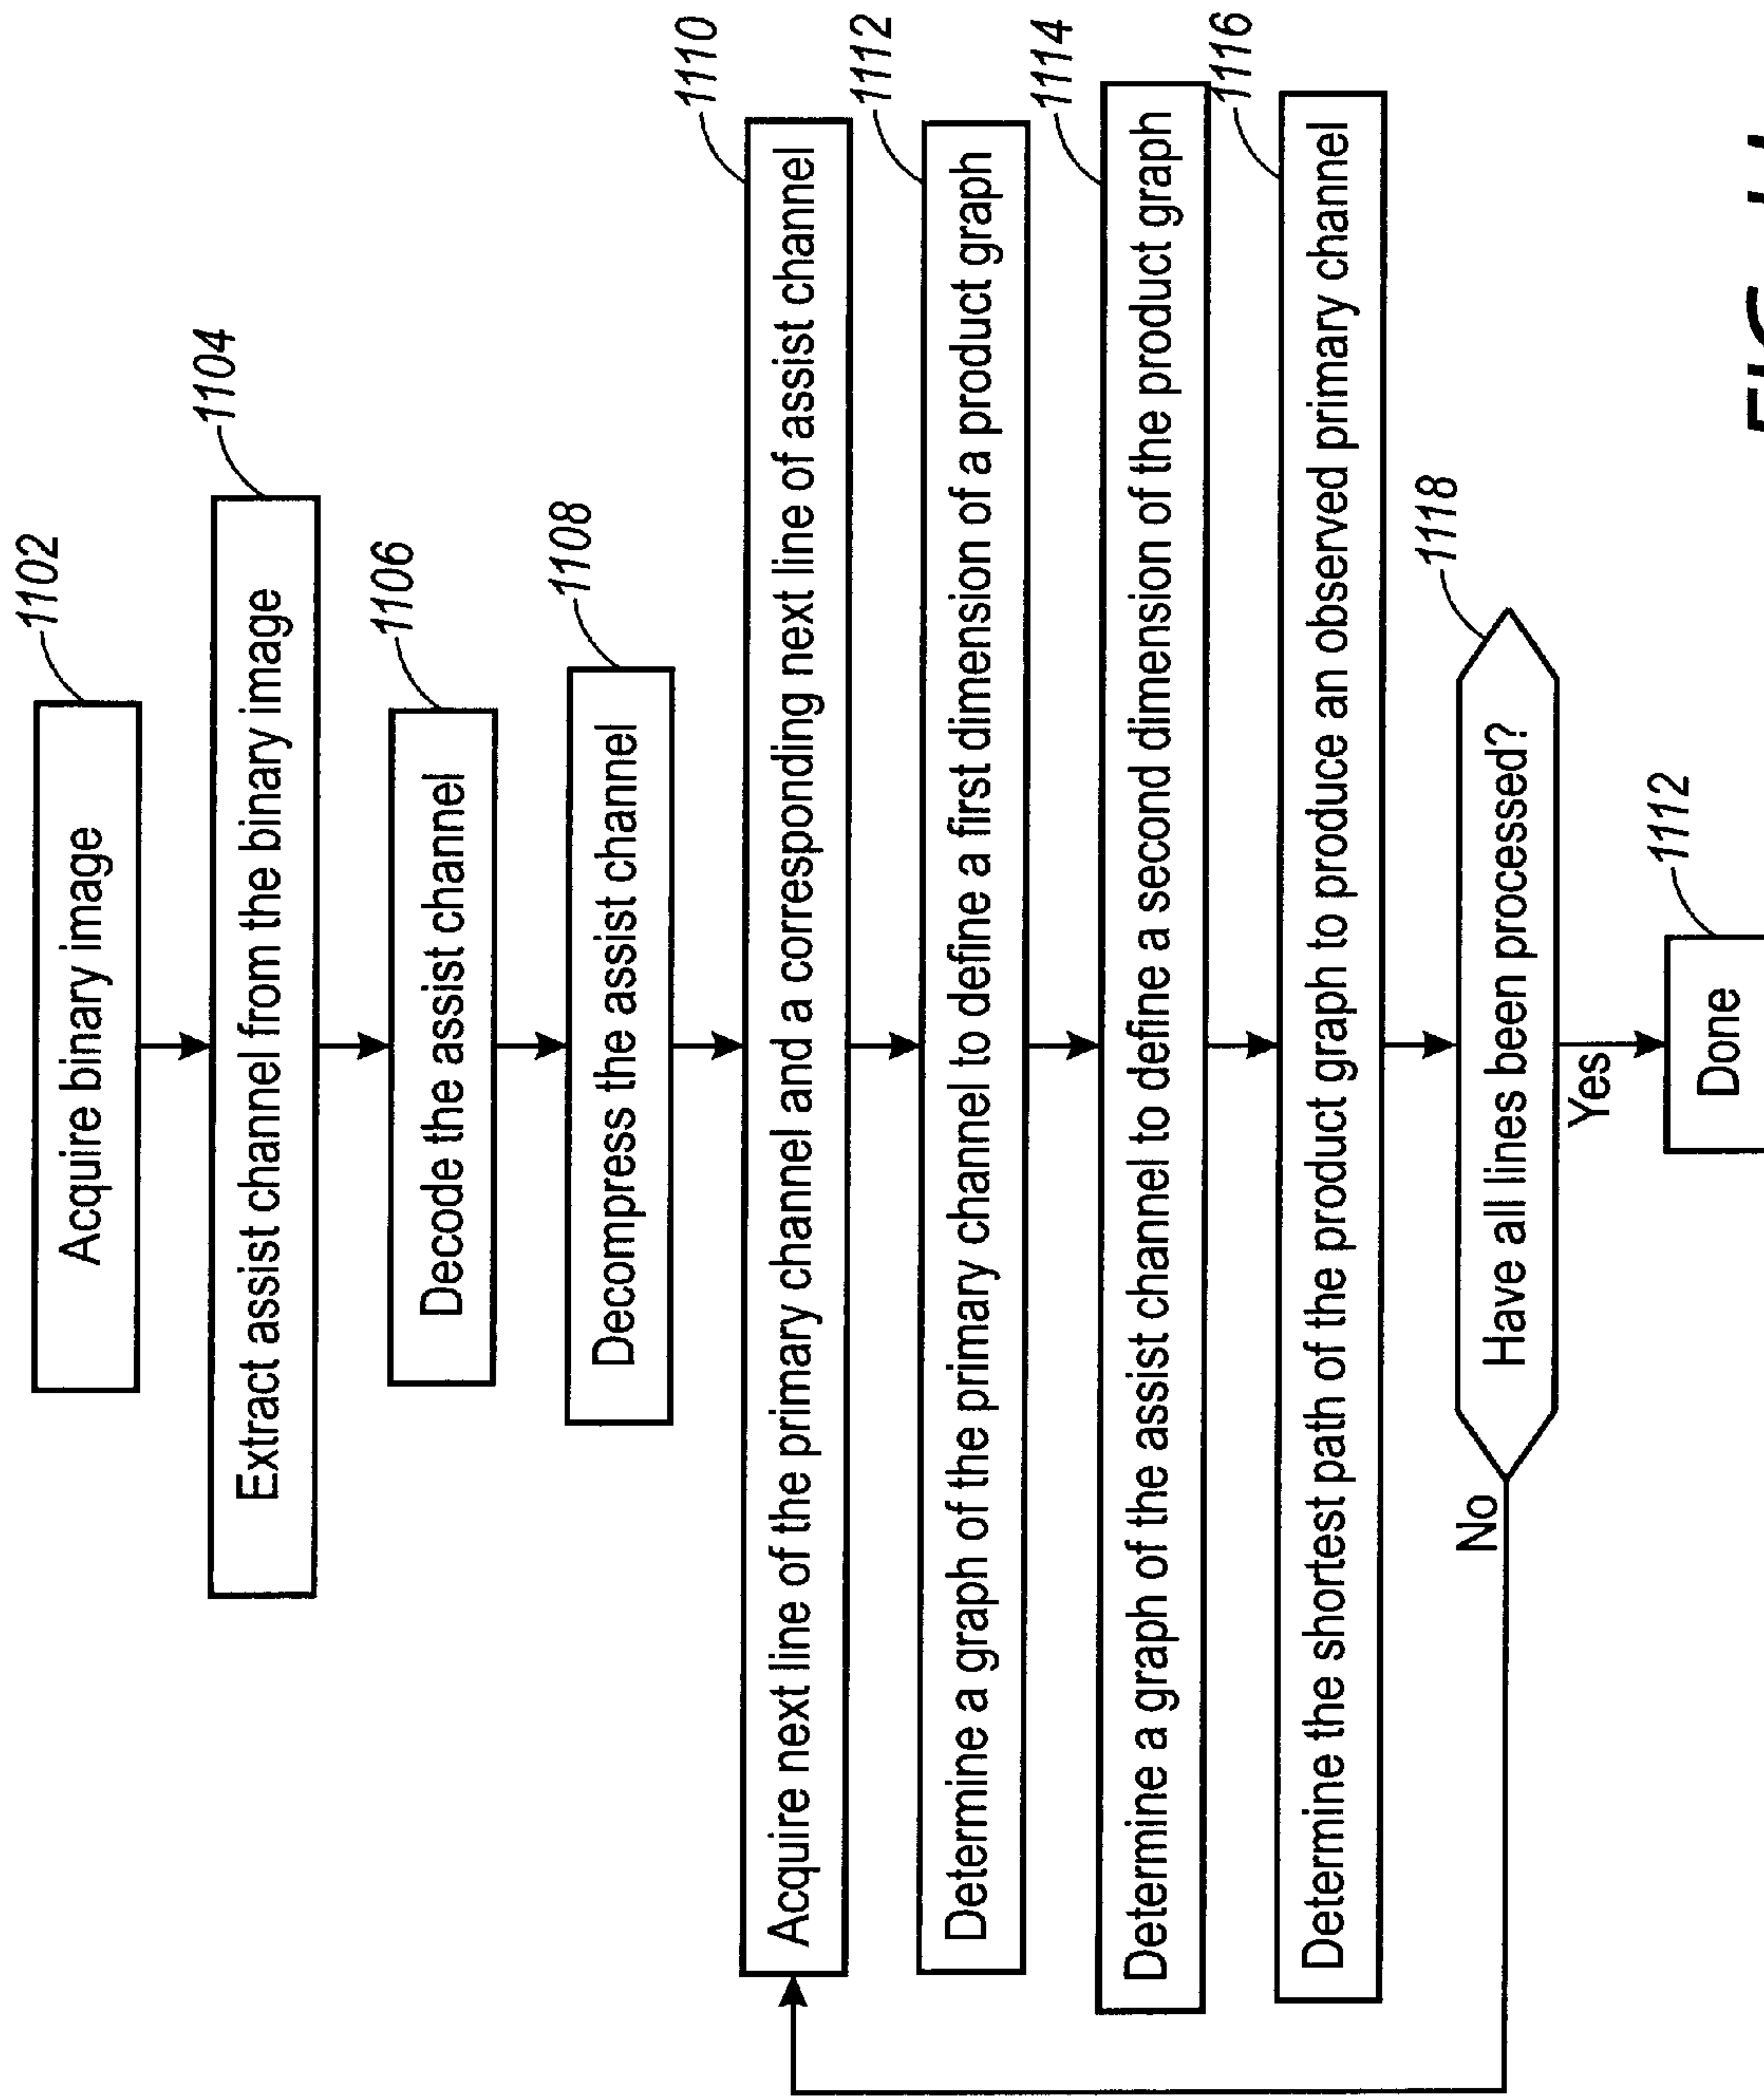 1102
Acquire binary image
1104
Extract assist channel from the binary image
1106
Decode the assist channel
1108
Decompress the assist channel
1110
Acquire next line of the primary channel and a corresponding next line of assist channel
1112
Determine a graph of the primary channel to define a first dimension of a product graph
1114
Determine a graph of the assist channel to define a second dimension of the product graph
1116
Determine the shortest path of the product graph to produce an observed primary channel
1118
Have all lines been processed?
No
Yes
1112
Done